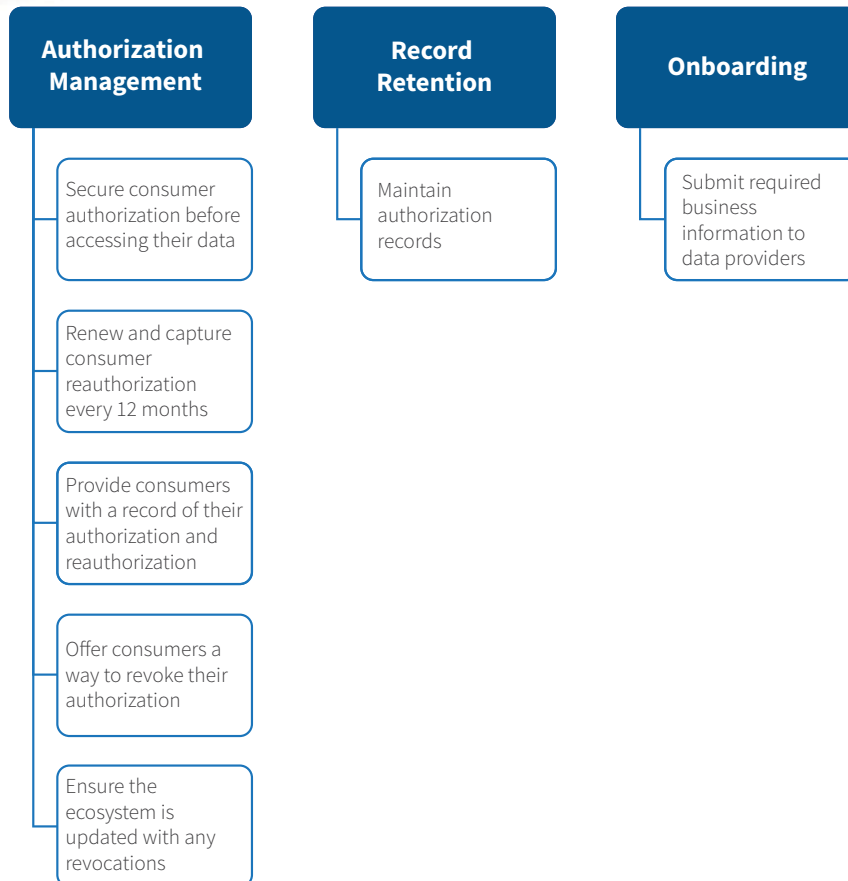 Authorization
Management
Secure consumer
authorization before
accessing their data
Renew and capture
consumer
reauthorization
every 12 months
Provide consumers
with a record of their
authorization and
reauthorization
Offer consumers a
way to revoke their
authorization
Ensure the
ecosystem is
updated with any
revocations
Record
Retention
Maintain
authorization
records
Onboarding
Submit required
business
information to
data providers